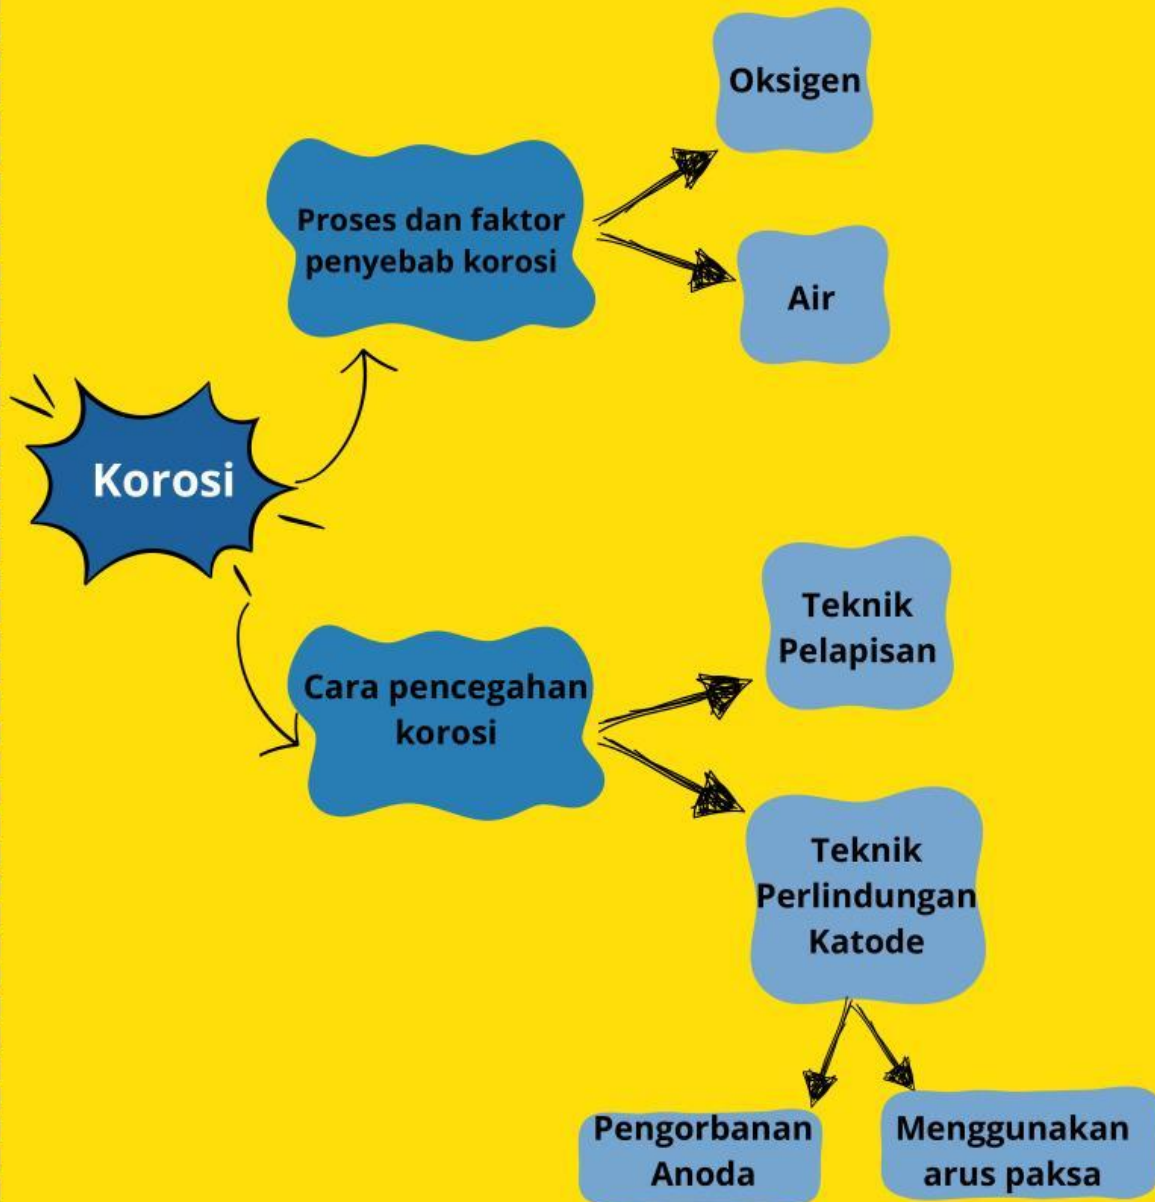 Oksigen
Proses dan faktor
penyebab korosi
Air
Korosi
Teknik
Pelapisan
Cara pencegahan
korosi
Teknik
Perlindungan
Katode
Pengorbanan
Anoda
Menggunakan
arus paksa